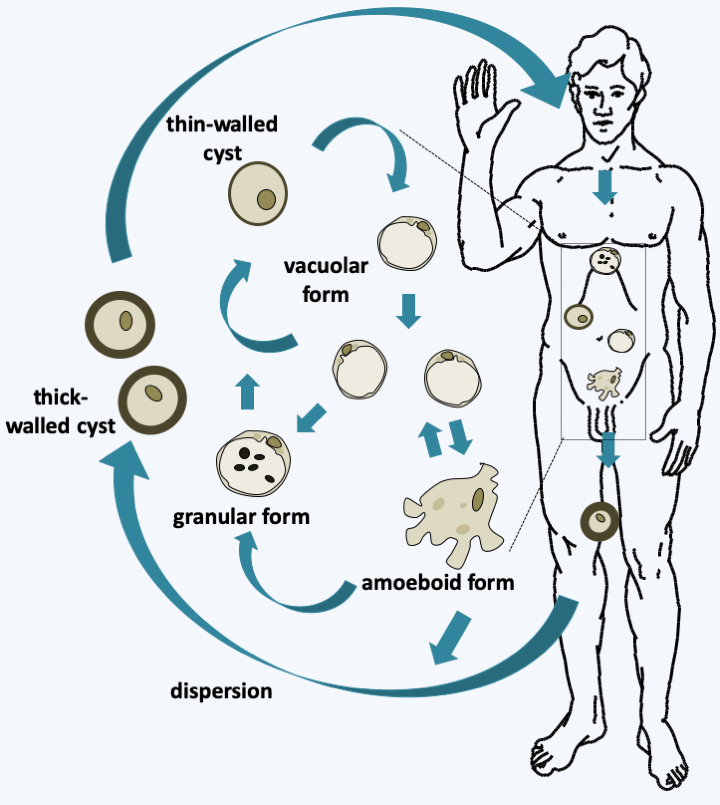 thin-walled
cyst
vacuolar
form
thick-
walled cyst
granular form
amoeboid form
dispersion